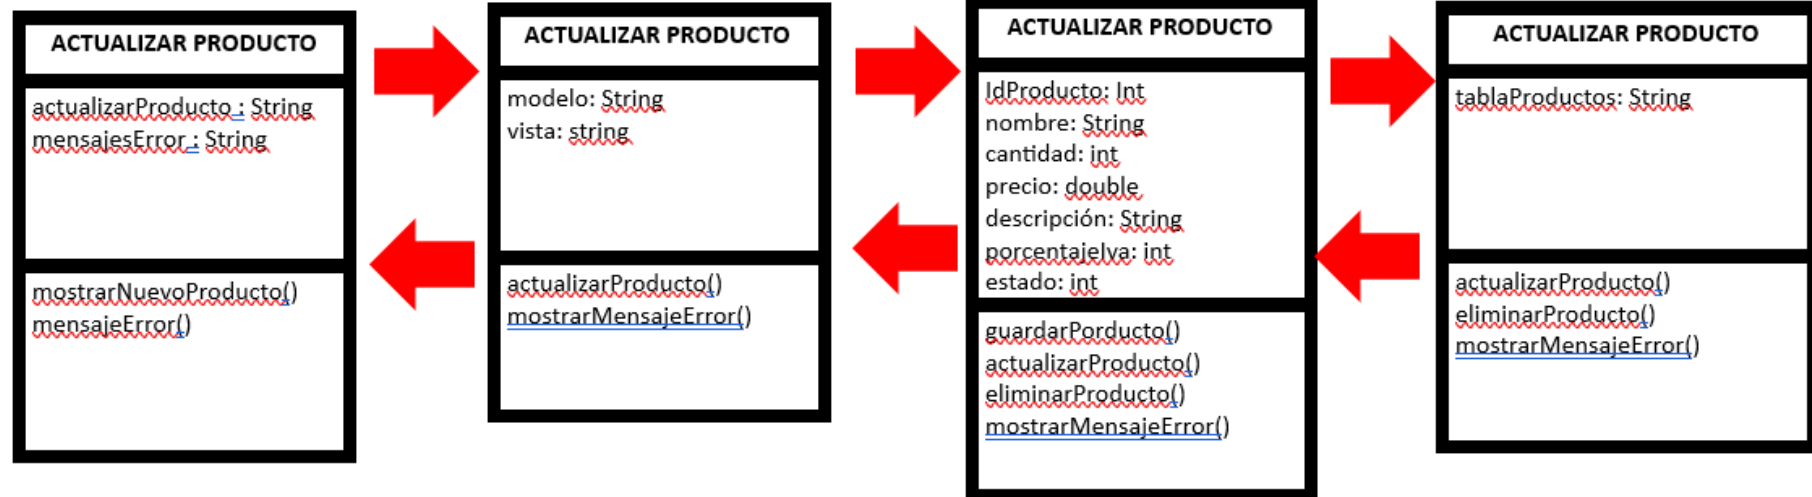 ACTUALIZAR PRODUCTO
actualizarProducto : String
mensajesError : String
mostrarNuevoProducto()
mensajeError()
ACTUALIZAR PRODUCTO
modelo: String
vista: string
actualizarProducto()
mostrarMensajeError()
ACTUALIZAR PRODUCTO
IdProducto: Int
nombre: String
cantidad: int
precio: double
descripción: String
porcentajeIva: int
estado: int
guardarPorducto()
actualizarProducto()
eliminarProducto()
mostrarMensajeError()
ACTUALIZAR PRODUCTO
tablaProductos: String
actualizarProducto()
eliminarProducto()
mostrarMensajeError()